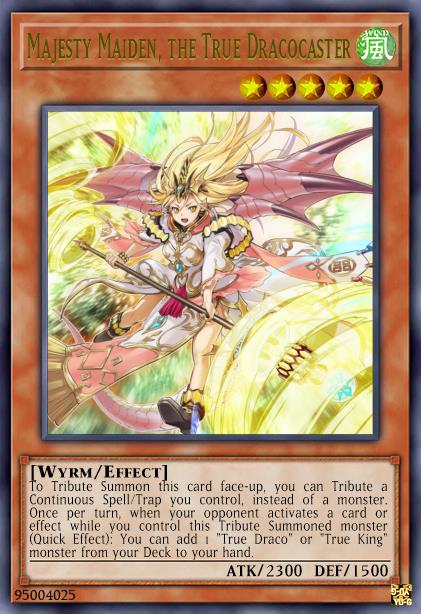 Majesty Maiden, the True Dracocaster
WIND
風
[Wyrm/Effect]
To Tribute Summon this card face-up, you can Tribute a
Continuous Spell/Trap you control, instead of a monster.
Once per turn, when your opponent activates a card or
effect while you control this Tribute Summoned monster
(Quick Effect): You can add 1 "True Draco" or "True King"
monster from your Deck to your hand.
ATK/2300 DEF/1500
95004025